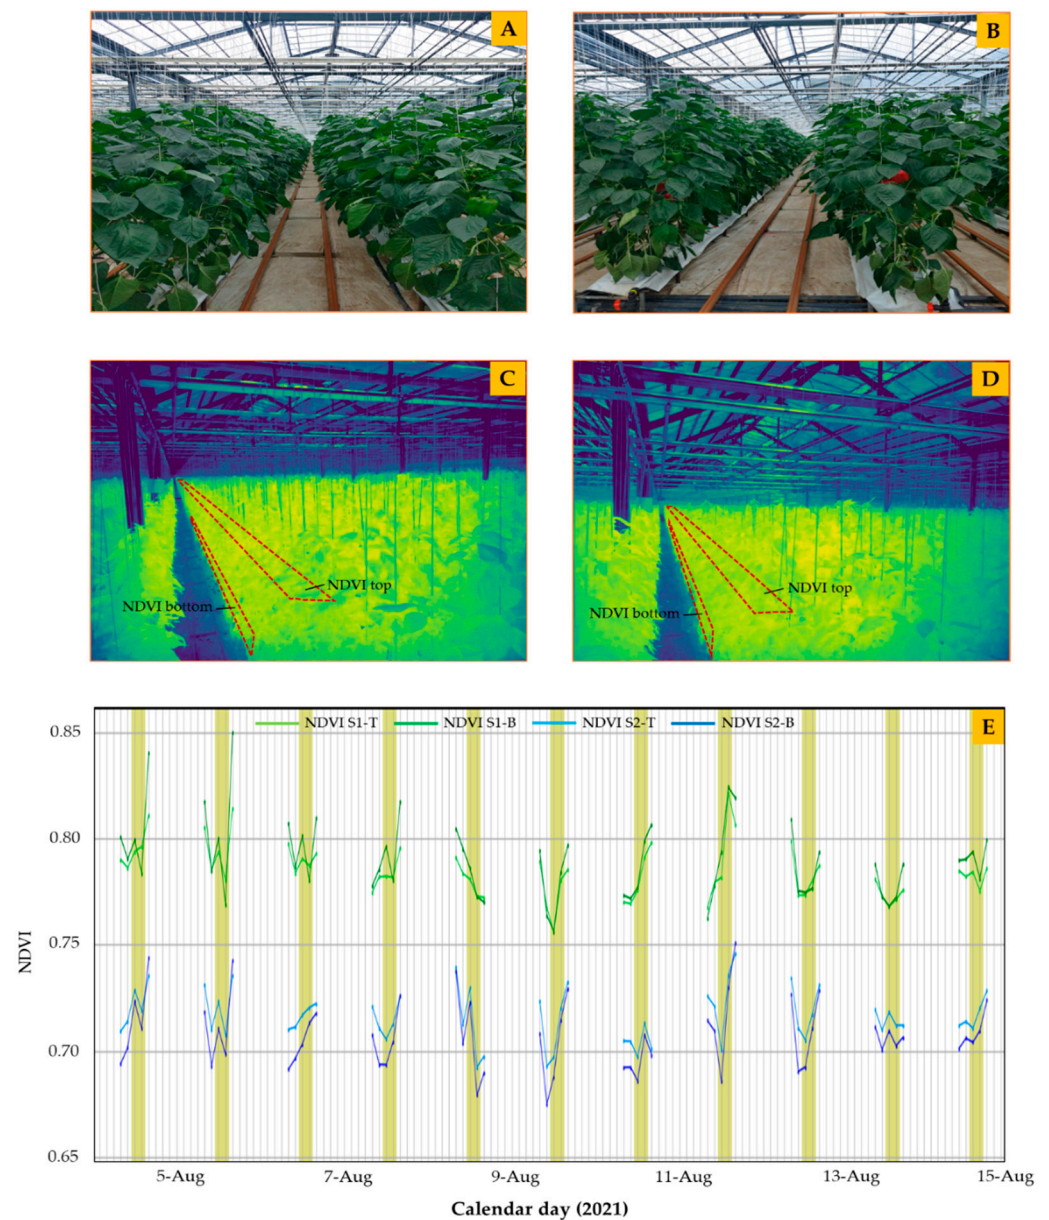 A
B
C
D
NDVI top
NDVI bottom
NDVI top
NDVI bottom
NDVI S1-T NDVI S1-B NDVI S2-T NDVI S2-B
E
0.85
0.80
0.75
0.70
0.65
NDVI
5-Aug 7-Aug 9-Aug 11-Aug 13-Aug 15-Aug
Calendar day (2021)